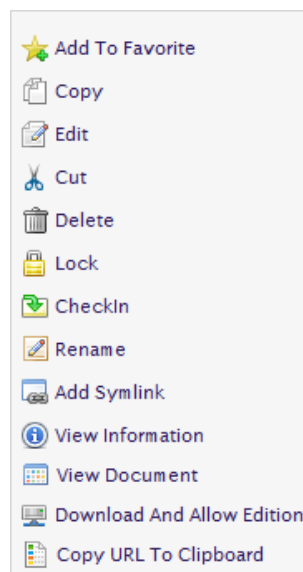 Add To Favorite
Copy
Edit
Cut
Delete
Lock
CheckIn
Rename
Add Symlink
View Information
View Document
Download And Allow Edition
Copy URL To Clipboard